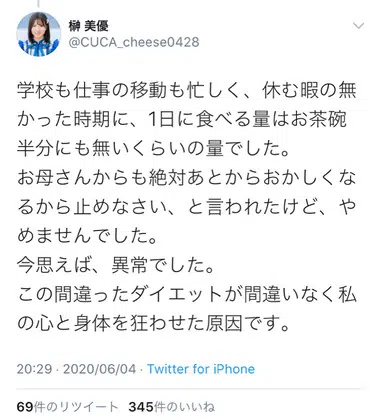 榊 美優
@CUCA_cheese0428
学校も仕事の移動も忙しく、休む暇の無
かった時期に、1日に食べる量はお茶碗
半分にも無いくらいの量でした。
お母さんからも絶対あとからおかしくな
るから止めなさい、と言われたけど、や
めませんでした。
今思えば、異常でした。
この間違ったダイエットが間違いなく私
の心と身体を狂わせた原因です。
20:29 · 2020/06/04 · Twitter for iPhone
69件のリツイート 345件のいいね